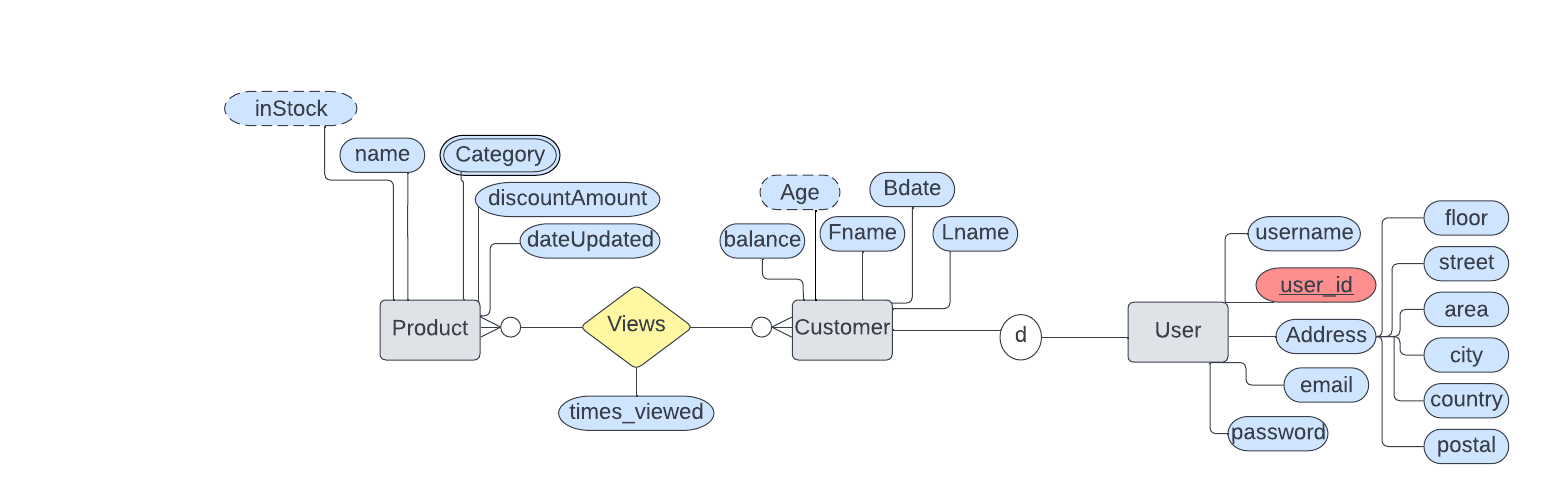 inStock
name
Category
discountAmount
dateUpdated
Product
Views
times_viewed
Age
Bdate
balance
Fname
Lname
Customer
d
User
username
user_id
Address
email
password
floor
street
area
city
country
postal